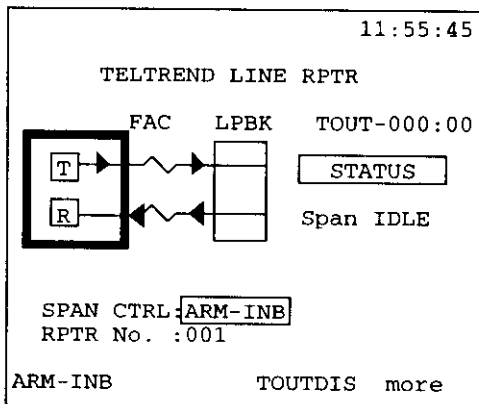 11:55:45
TELTREND LINE RPTR
FAC LPBK TOUT-000:00
T STATUS
R Span IDLE
SPAN CTRL:ARM-INB
RPTR No. :001
ARM-INB TOUTDIS more